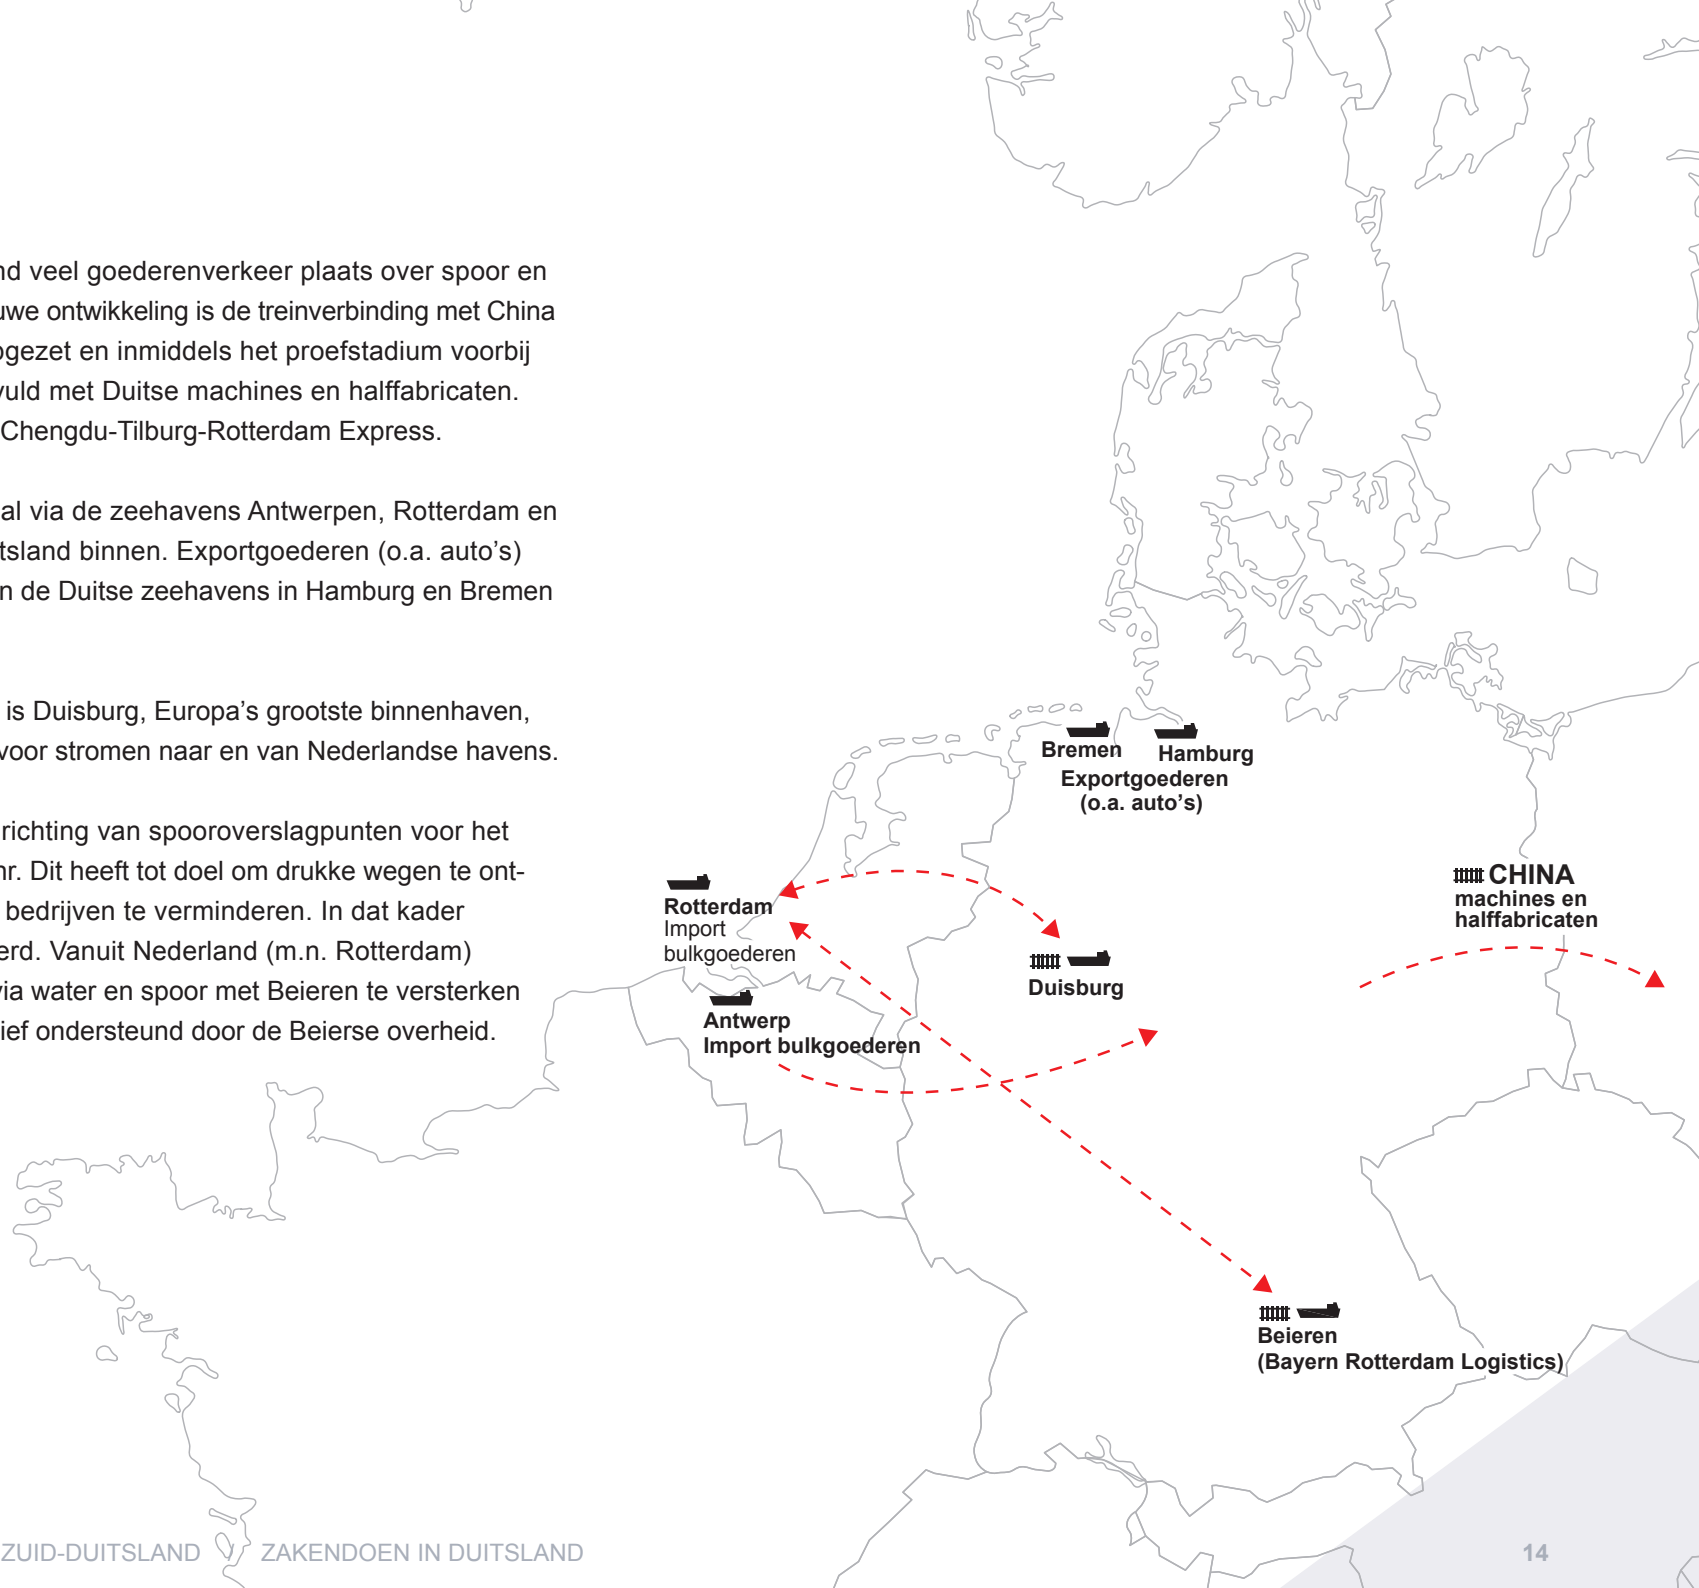 nd veel goederenverkeer plaats over spoor en
uwe ontwikkeling is de treinverbinding met China
ogezet en inmiddels het proefstadium voorbij
vuld met Duitse machines en halffabricaten.
Chengdu-Tilburg-Rotterdam Express.
al via de zeehavens Antwerpen, Rotterdam en
tsland binnen. Exportgoederen (o.a. auto’s)
n de Duitse zeehavens in Hamburg en Bremen
is Duisburg, Europa’s grootste binnenhaven,
voor stromen naar en van Nederlandse havens.
richting van spooroverslagpunten voor het
hr. Dit heeft tot doel om drukke wegen te ont-
bedrijven te verminderen. In dat kader
erd. Vanuit Nederland (m.n. Rotterdam)
via water en spoor met Beieren te versterken
ief ondersteund door de Beierse overheid.
Bremen
Hamburg
Exportgoederen
(o.a. auto’s)
CHINA
machines en
halffabricaten
Rotterdam
Import
bulkgoederen
Duisburg
Antwerp
Import bulkgoederen
Beieren
(Bayern Rotterdam Logistics)
ZUID-DUITSLAND / ZAKENDOEN IN DUITSLAND
14